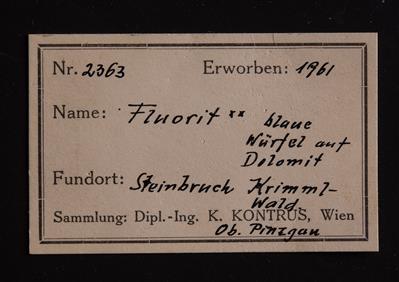 Nr. 2363 Erworben: 1961
Name: Fluorit xx blaue
Würfel auf
Dolomit
Fundort: Steinbruch Krimml-
Wald.
Sammlung: Dipl.-Ing. K. KONTRUS, Wien
Ob. Pinzgau